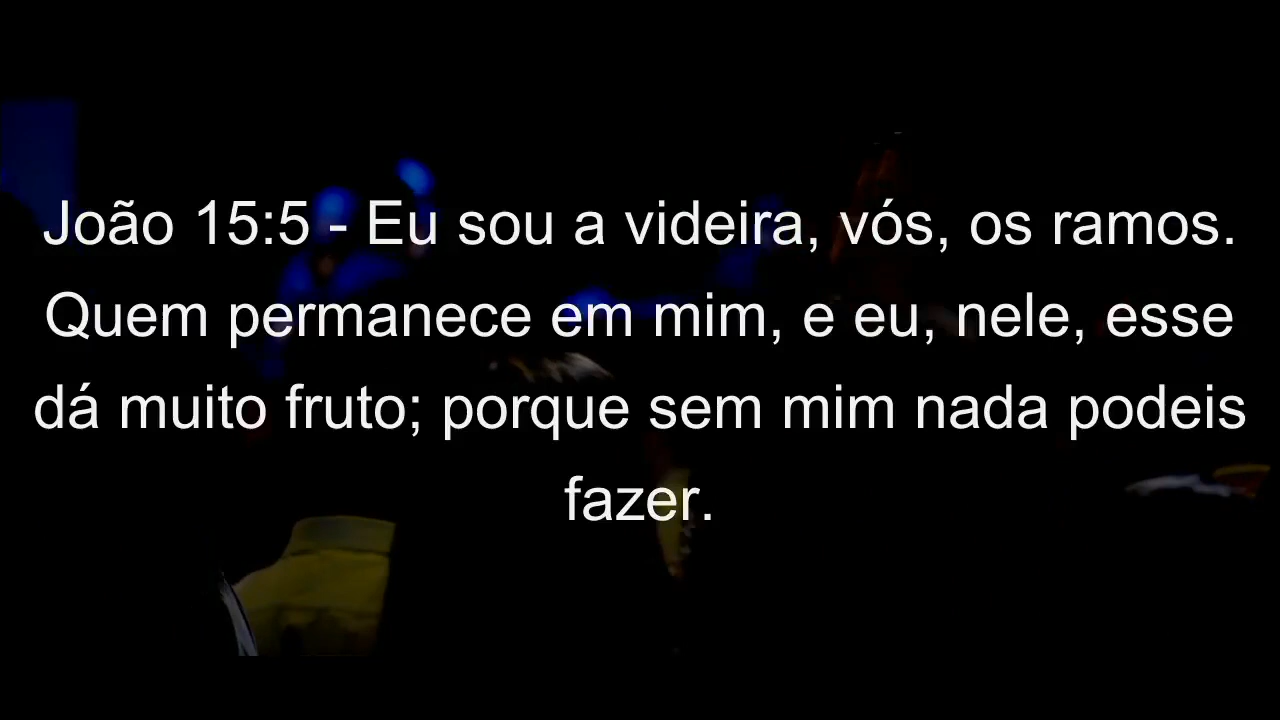 João 15:5 - Eu sou a videira, vós, os ramos.
Quem permanece em mim, e eu, nele, esse
dá muito fruto; porque sem mim nada podeis
fazer.